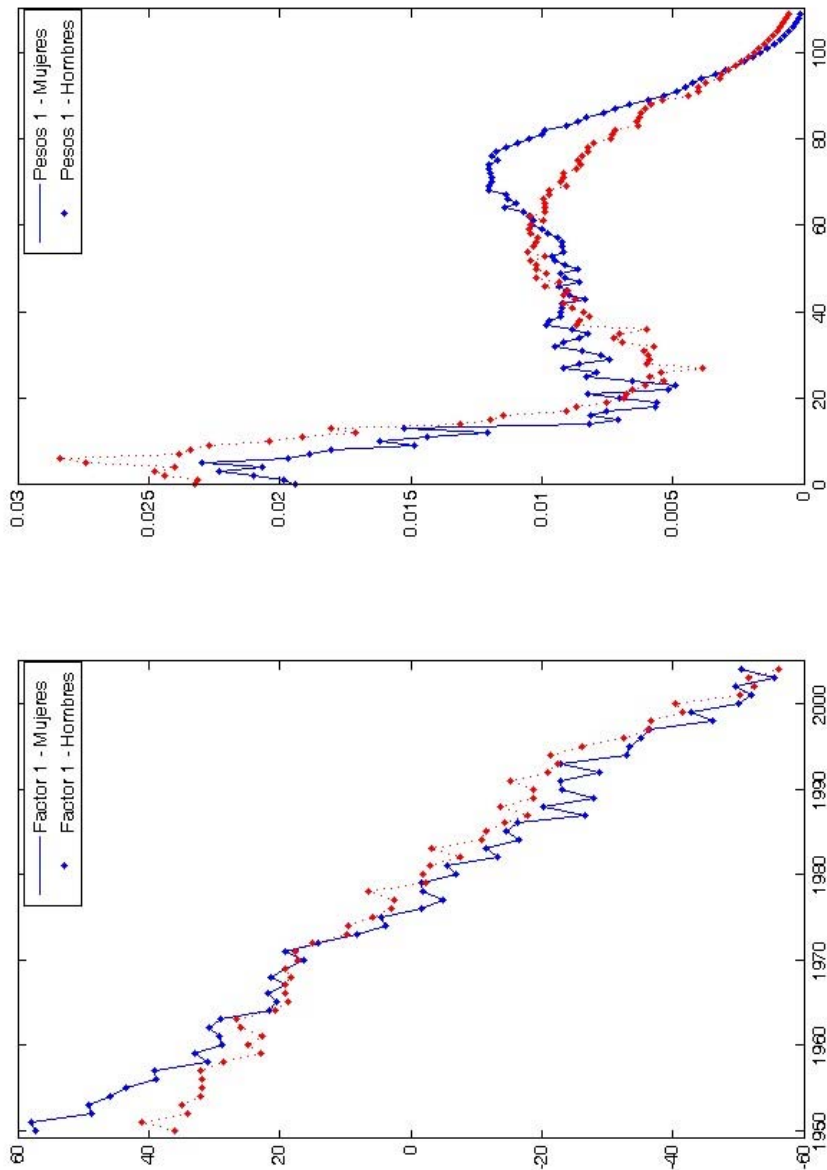 60
40
20
0
-20
-40
-60
Factor 1 - Mujeres
Factor 1 - Hombres
1950 1960 1970 1980 1990 2000
0.03
0.025
0.02
0.015
0.01
0.005
0
Pesos 1 - Mujeres
Pesos 1 - Hombres
0 20 40 60 80 100